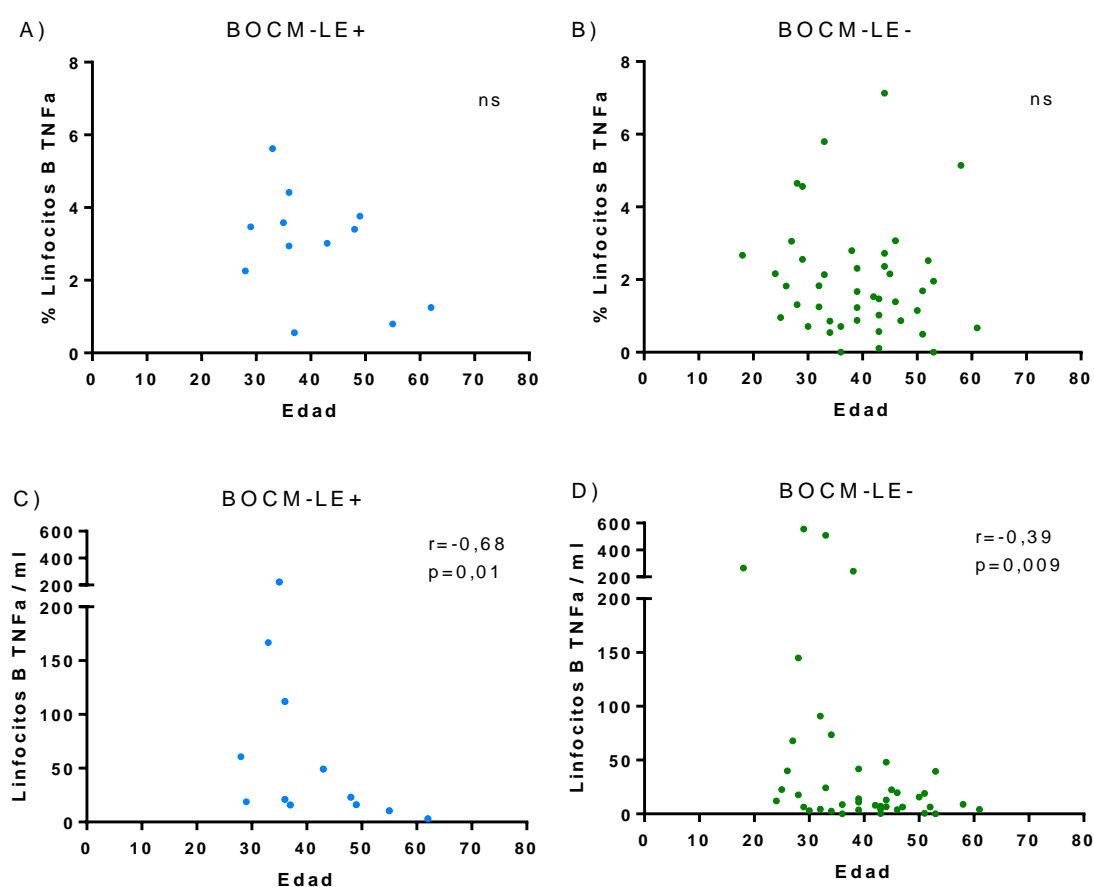 A)
BOCM-LE+
8
6
4
2
0
% Linfocitos B TNFa
ns
0 10 20 30 40 50 60 70 80
Edad
B)
BOCM-LE-
8
6
4
2
0
% Linfocitos B TNFa
ns
0 10 20 30 40 50 60 70 80
Edad
C)
BOCM-LE+
600
400
200
200
150
100
50
0
Linfocitos B TNFa/ml
r=-0,68
p=0,01
0 10 20 30 40 50 60 70 80
Edad
D)
BOCM-LE-
600
400
200
200
150
100
50
0
Linfocitos B TNFa/ml
r=-0,39
p=0,009
0 10 20 30 40 50 60 70 80
Edad